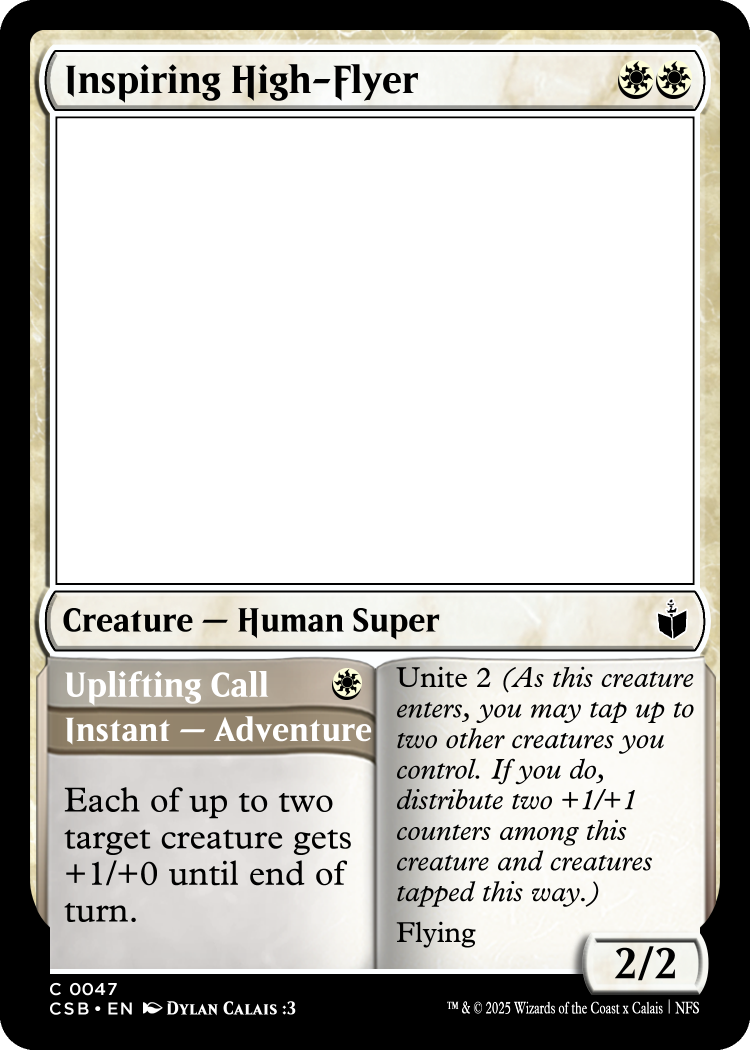 Inspiring High-Flyer
Creature — Human Super
Uplifting Call
Instant — Adventure
Each of up to two
target creature gets
+1/+0 until end of
turn.
Unite 2 (As this creature
enters, you may tap up to
two other creatures you
control. If you do,
distribute two +1/+1
counters among this
creature and creatures
tapped this way.)
Flying
2/2
C 0047
CSB • EN Dylan Calais :3
™ & © 2025 Wizards of the Coast x Calais | NFS